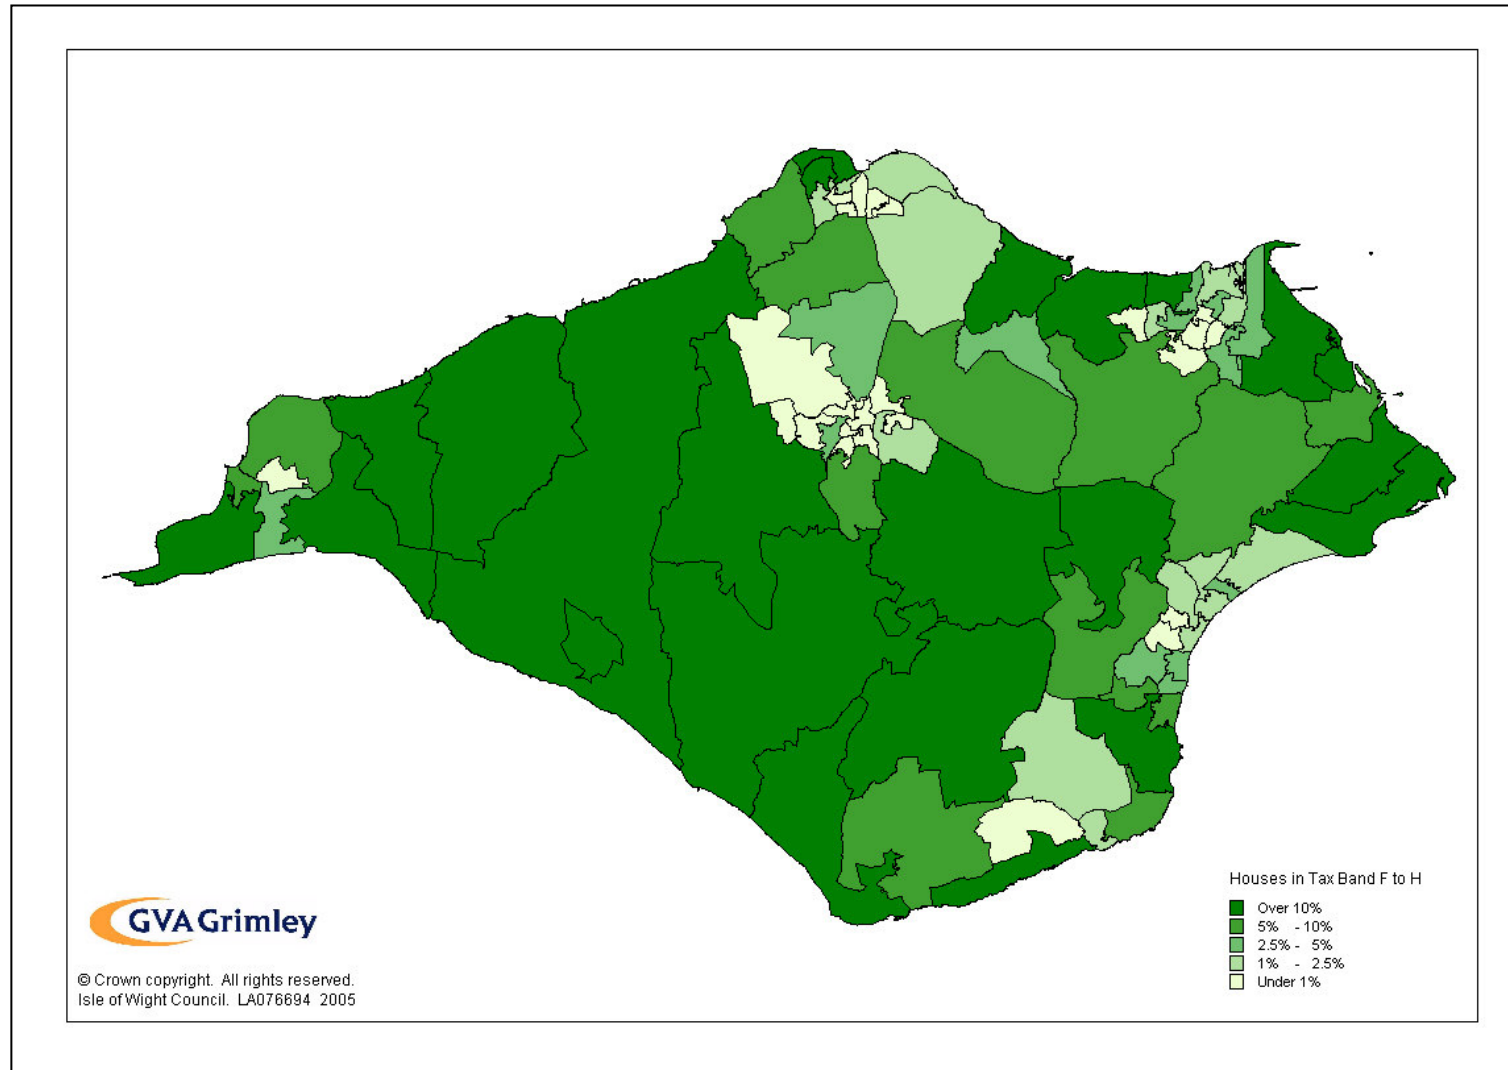 Houses in Tax Band F to H
Over 10%
5% - 10%
2.5% - 5%
1% - 2.5%
Under 1%
GVA Grimley
© Crown copyright. All rights reserved.
Isle of Wight Council. LA076694 2005